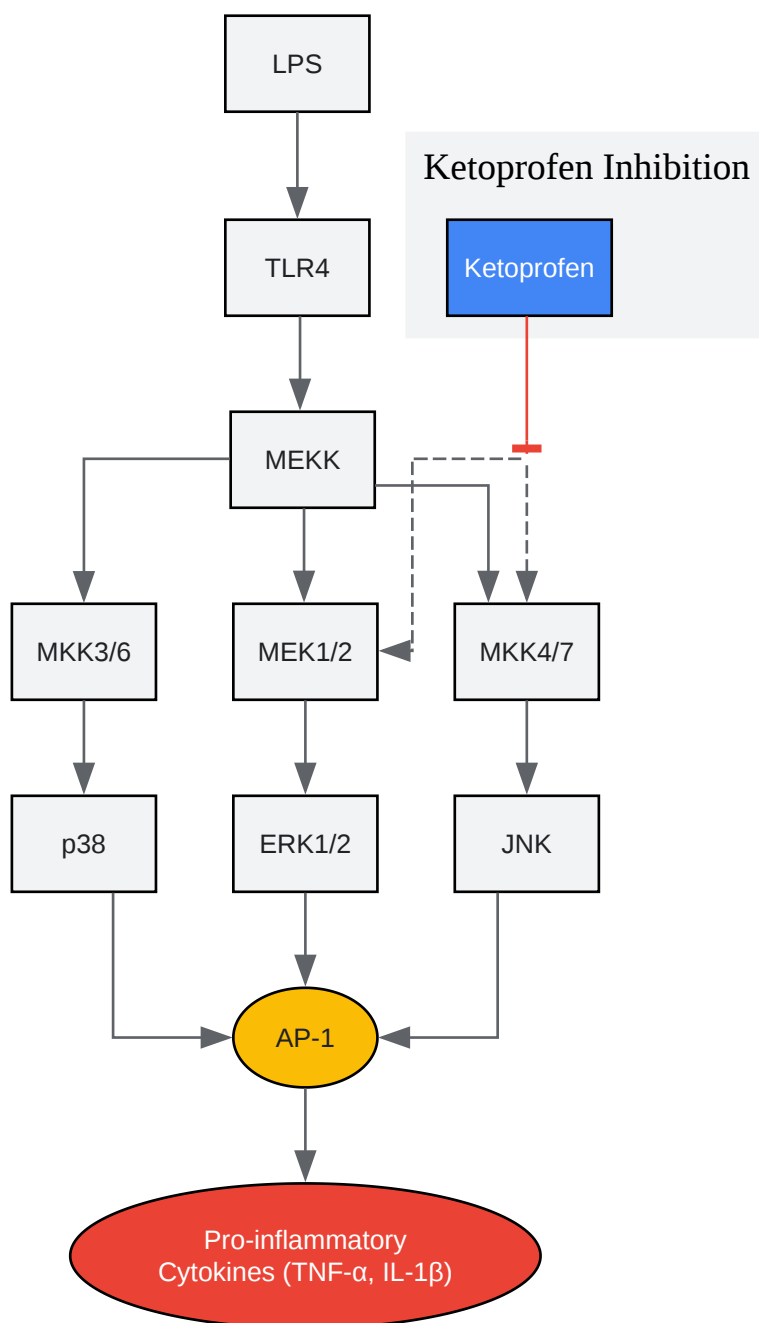 LPS
Ketoprofen Inhibition
TLR4
Ketoprofen
MEKK
MKK3/6
MEK1/2
MKK4/7
p38
ERK1/2
JNK
AP-1
Pro-inflammatory
Cytokines (TNF-α, IL-1β)